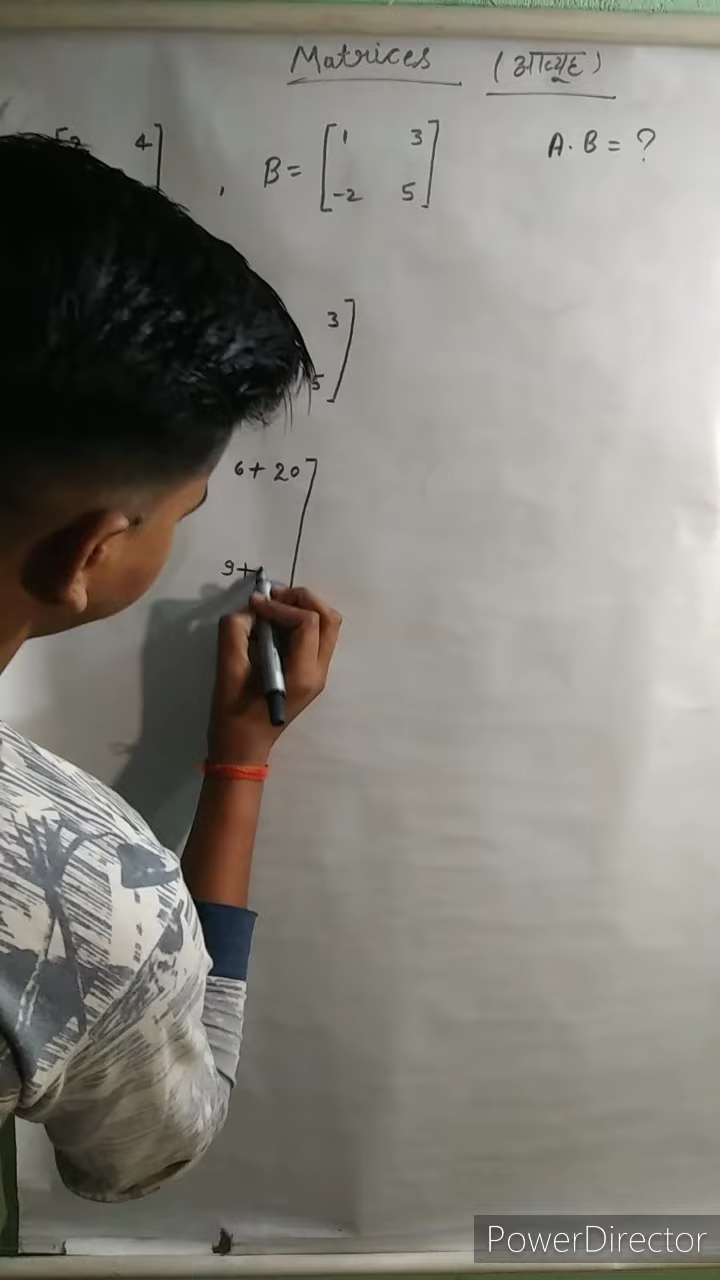 Matrices (आव्यूह)
4] , B = [1 3 A. B = ?
-2 5]
3]
5]
6 + 20]
9 +
PowerDirector